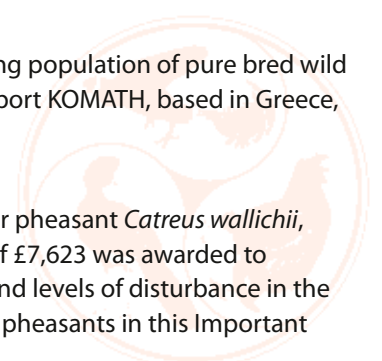 ng population of pure bred wild
port KOMATH, based in Greece,
r pheasant Catreus wallichii,
f £7,623 was awarded to
nd levels of disturbance in the
pheasants in this Important